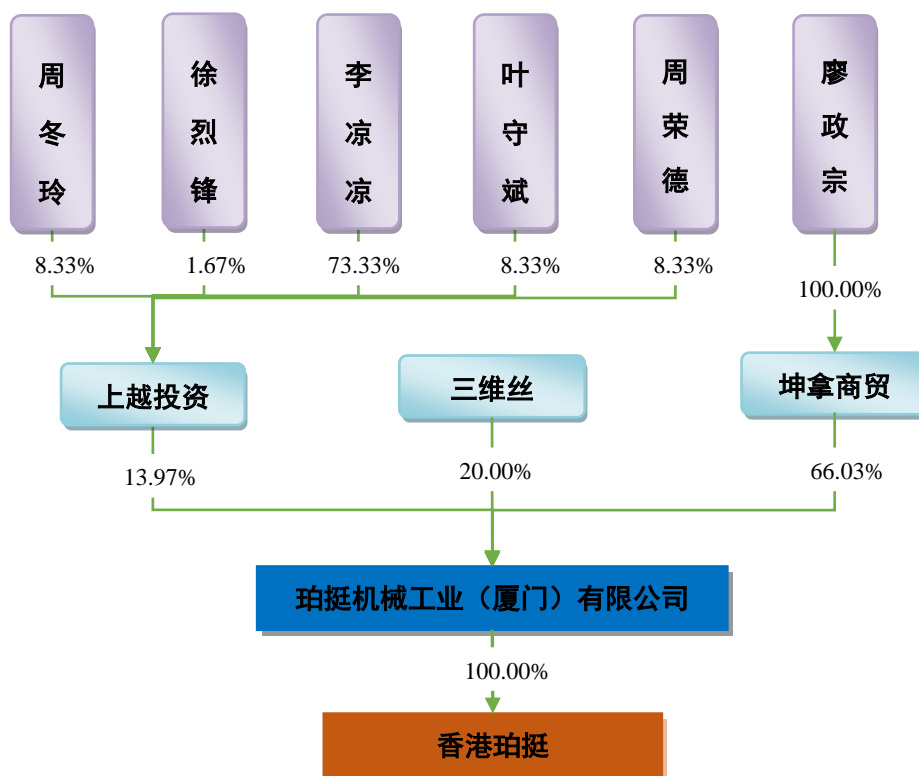 周冬玲
徐烈锋
李凉凉
叶守斌
周荣德
廖政宗
8.33%
1.67%
73.33%
8.33%
8.33%
100.00%
上越投资
三维丝
坤拿商贸
13.97%
20.00%
66.03%
珀挺机械工业（厦门）有限公司
100.00%
香港珀挺